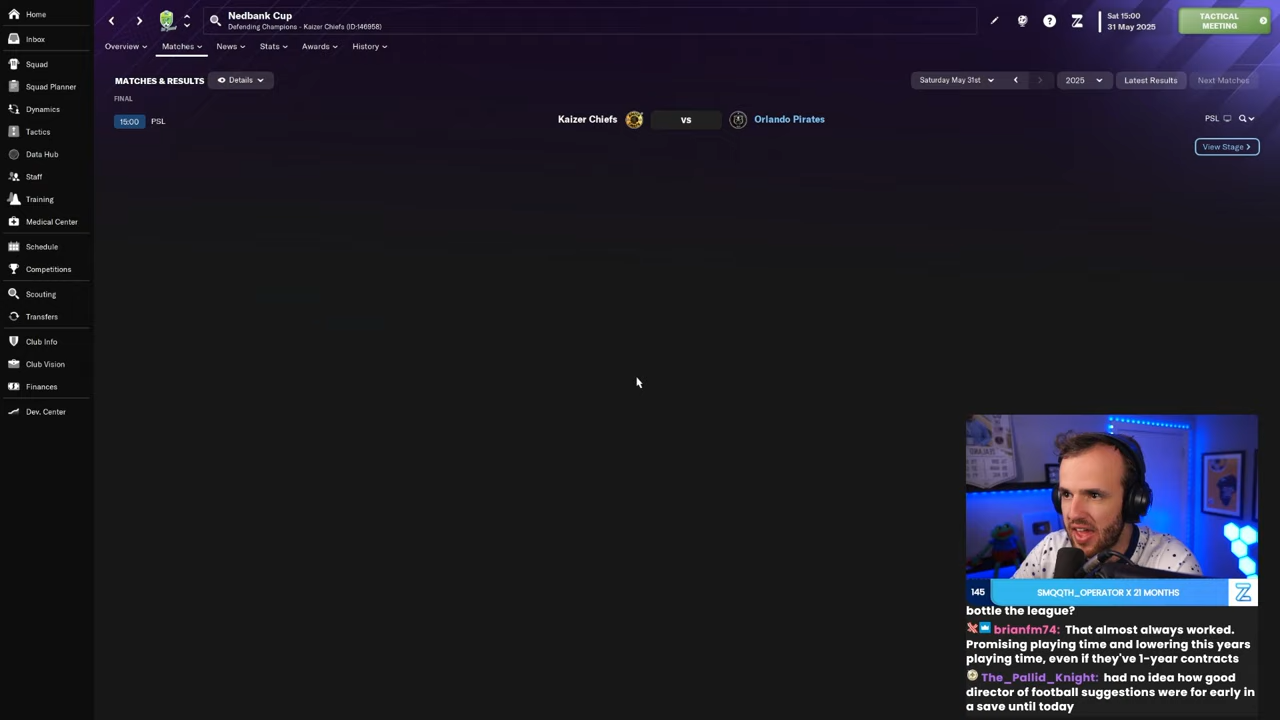 Home
Inbox
Squad
Squad Planner
Dynamics
Tactics
Data Hub
Staff
Training
Medical Center
Schedule
Competitions
Scouting
Transfers
Club Info
Club Vision
Finances
Dev. Center
Nedbank Cup
Defending Champions - Kaizer Chiefs (ID:146958)
Sat 15:00
31 May 2025
TACTICAL
MEETING
Overview
Matches
News
Stats
Awards
History
MATCHES & RESULTS
Details
Saturday May 31st
2025
Latest Results
Next Matches
FINAL
15:00 PSL Kaizer Chiefs vs Orlando Pirates PSL
View Stage
145 SMQQTH_OPERATOR X 21 MONTHS
bottle the league?
brianfm74: That almost always worked.
Promising playing time and lowering this years
playing time, even if they've 1-year contracts
The_Pallid_Knight: had no idea how good
director of football suggestions were for early in
a save until today